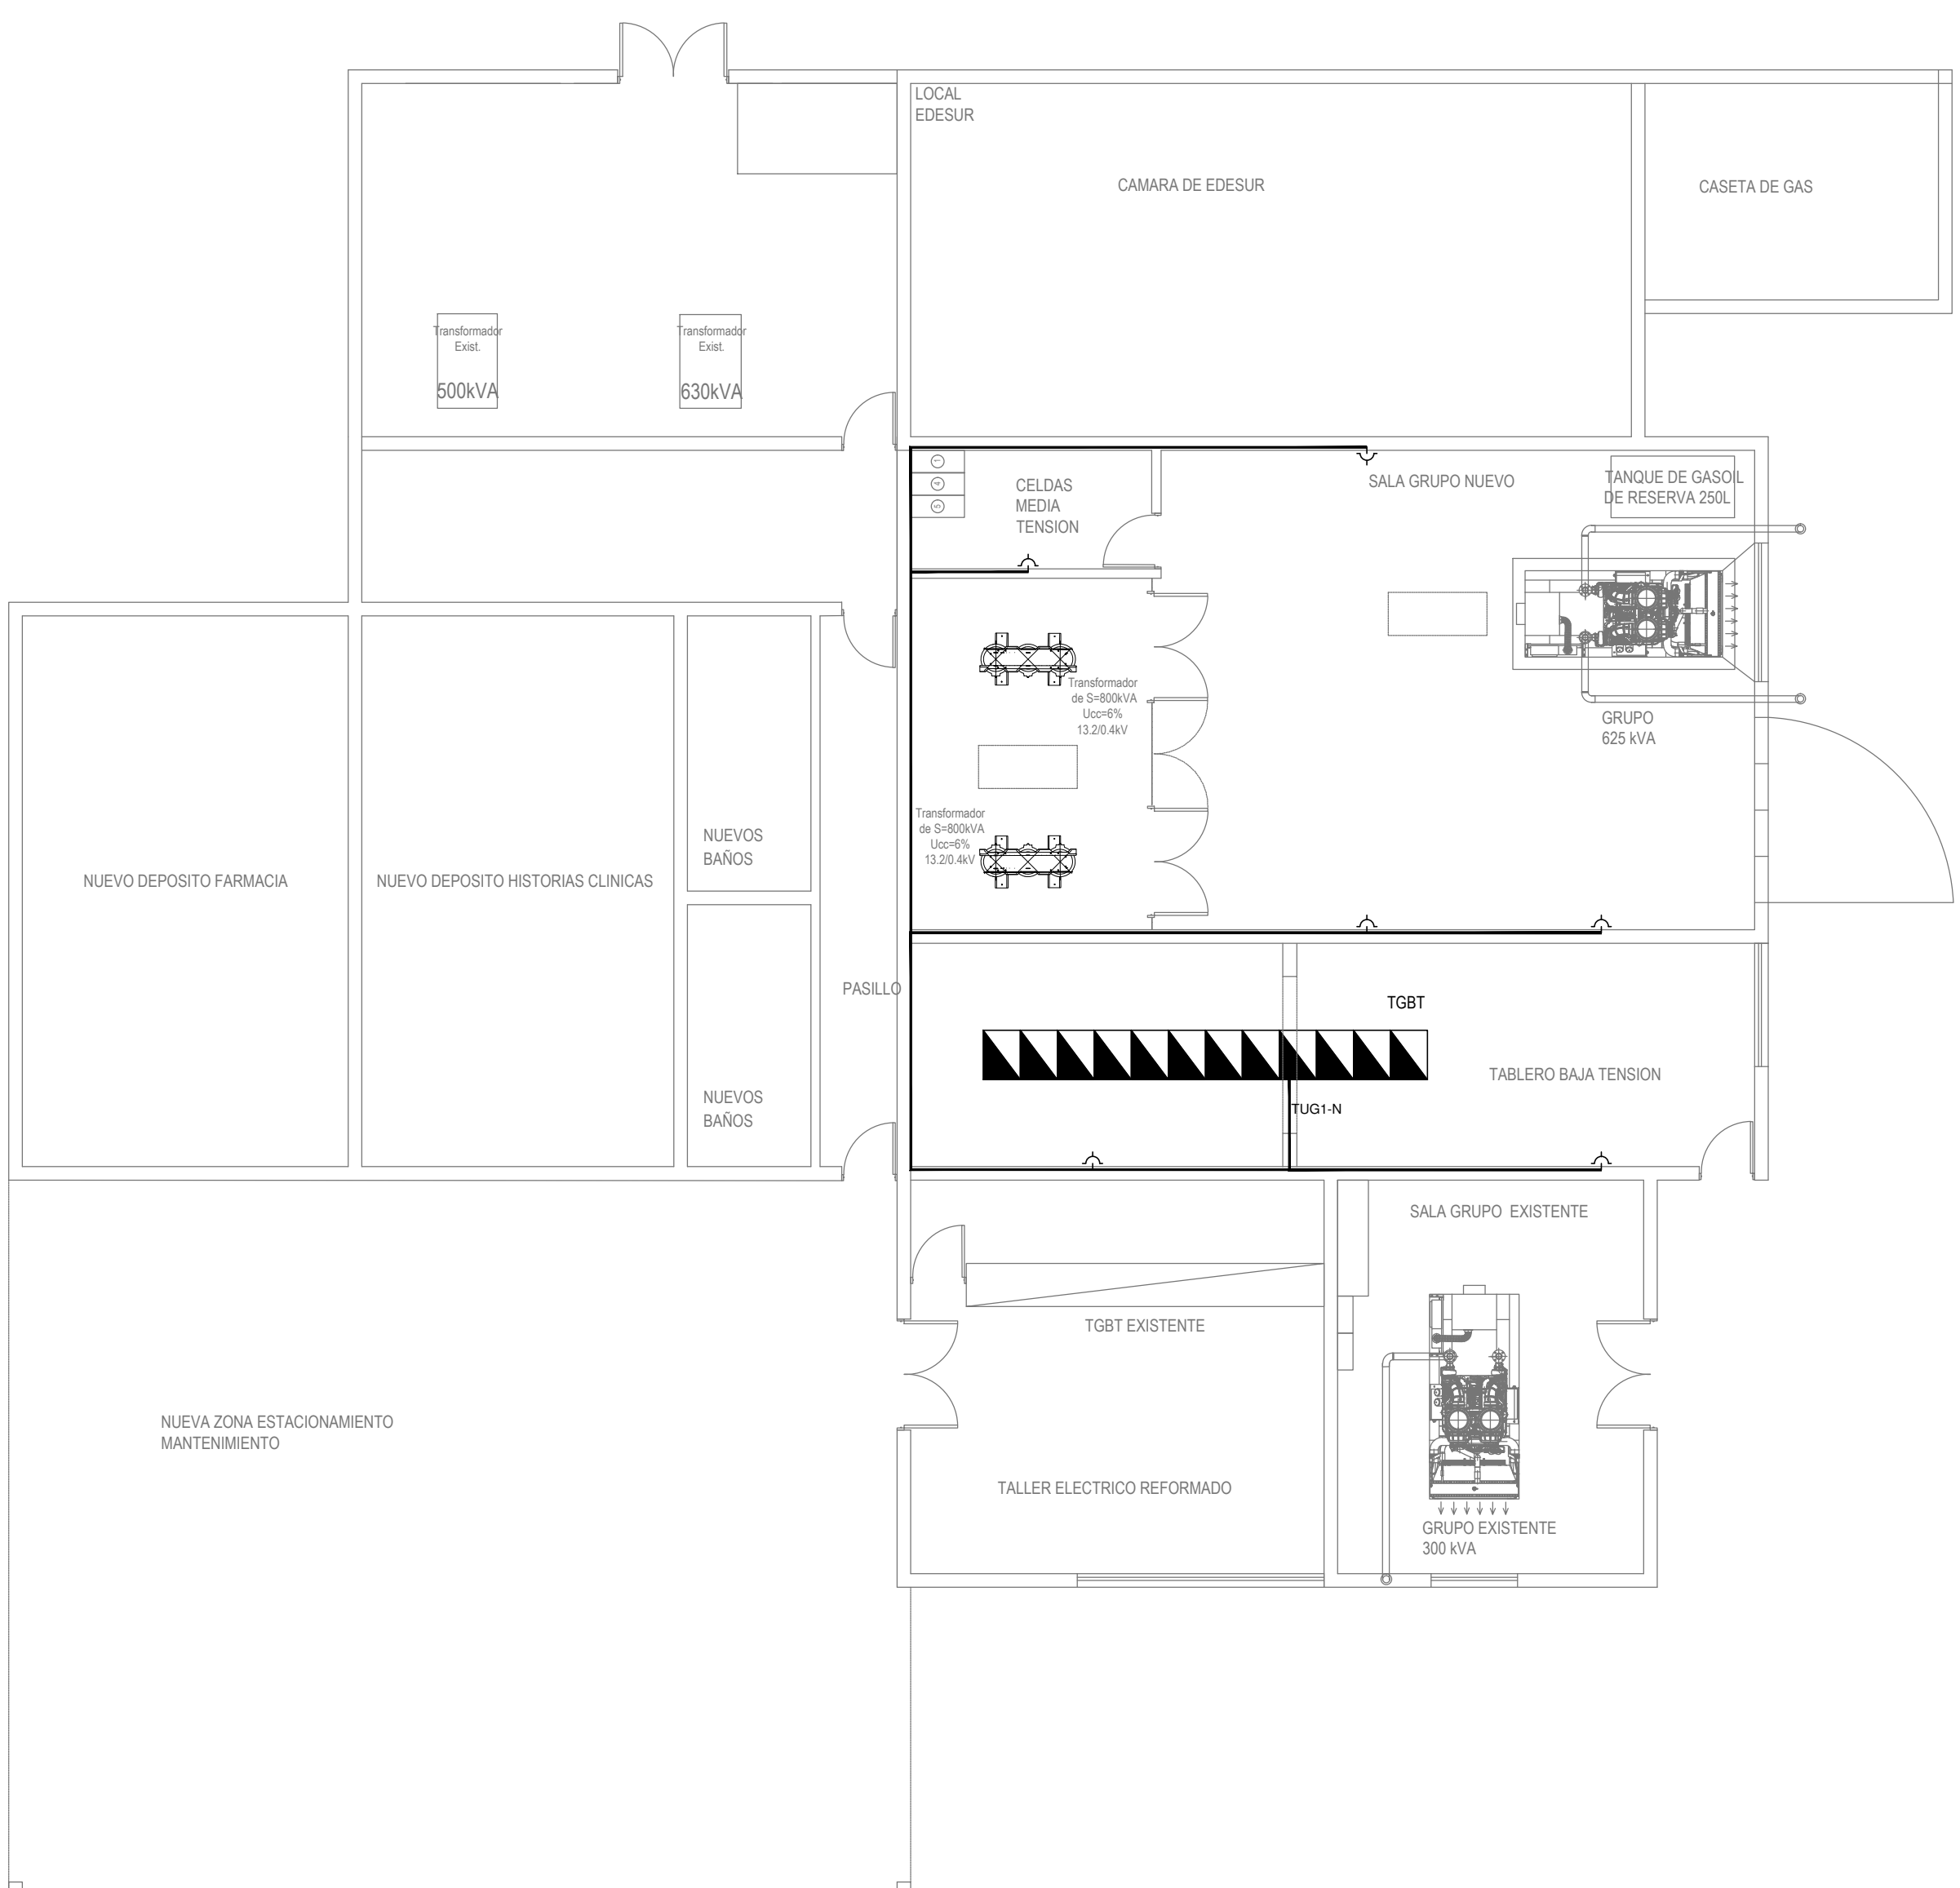 LOCAL
EDESUR
CAMARA DE EDESUR
CASETA DE GAS
Transformador
Exist.
500kVA
Transformador
Exist.
630kVA
1
4
5
CELDAS
MEDIA
TENSION
SALA GRUPO NUEVO
TANQUE DE GASOIL
DE RESERVA 250L
Transformador
de S=800kVA
Ucc=6%
13.2/0.4kV
GRUPO
625 kVA
Transformador
de S=800kVA
Ucc=6%
13.2/0.4kV
NUEVOS
BAÑOS
NUEVO DEPOSITO FARMACIA
NUEVO DEPOSITO HISTORIAS CLINICAS
PASILLO
TGBT
TABLERO BAJA TENSION
TUG1-N
NUEVOS
BAÑOS
SALA GRUPO EXISTENTE
TGBT EXISTENTE
NUEVA ZONA ESTACIONAMIENTO
MANTENIMIENTO
TALLER ELECTRICO REFORMADO
GRUPO EXISTENTE
300 kVA